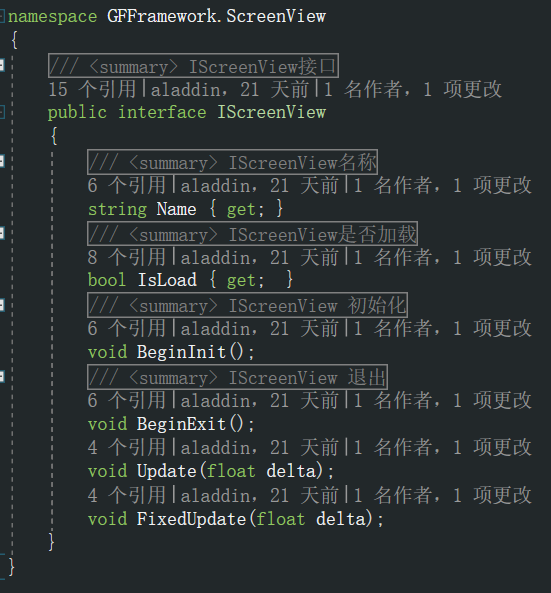 namespace GFFramework.ScreenView
{
/// <summary> IScreenView接口
15 个引用|aladdin，21 天前|1 名作者，1 项更改
public interface IScreenView
{
/// <summary> IScreenView名称
6 个引用|aladdin，21 天前|1 名作者，1 项更改
string Name { get; }
/// <summary> IScreenView是否加载
8 个引用|aladdin，21 天前|1 名作者，1 项更改
bool IsLoad { get;  }
/// <summary> IScreenView 初始化
6 个引用|aladdin，21 天前|1 名作者，1 项更改
void BeginInit();
/// <summary> IScreenView 退出
6 个引用|aladdin，21 天前|1 名作者，1 项更改
void BeginExit();
4 个引用|aladdin，21 天前|1 名作者，1 项更改
void Update(float delta);
4 个引用|aladdin，21 天前|1 名作者，1 项更改
void FixedUpdate(float delta);
}
}